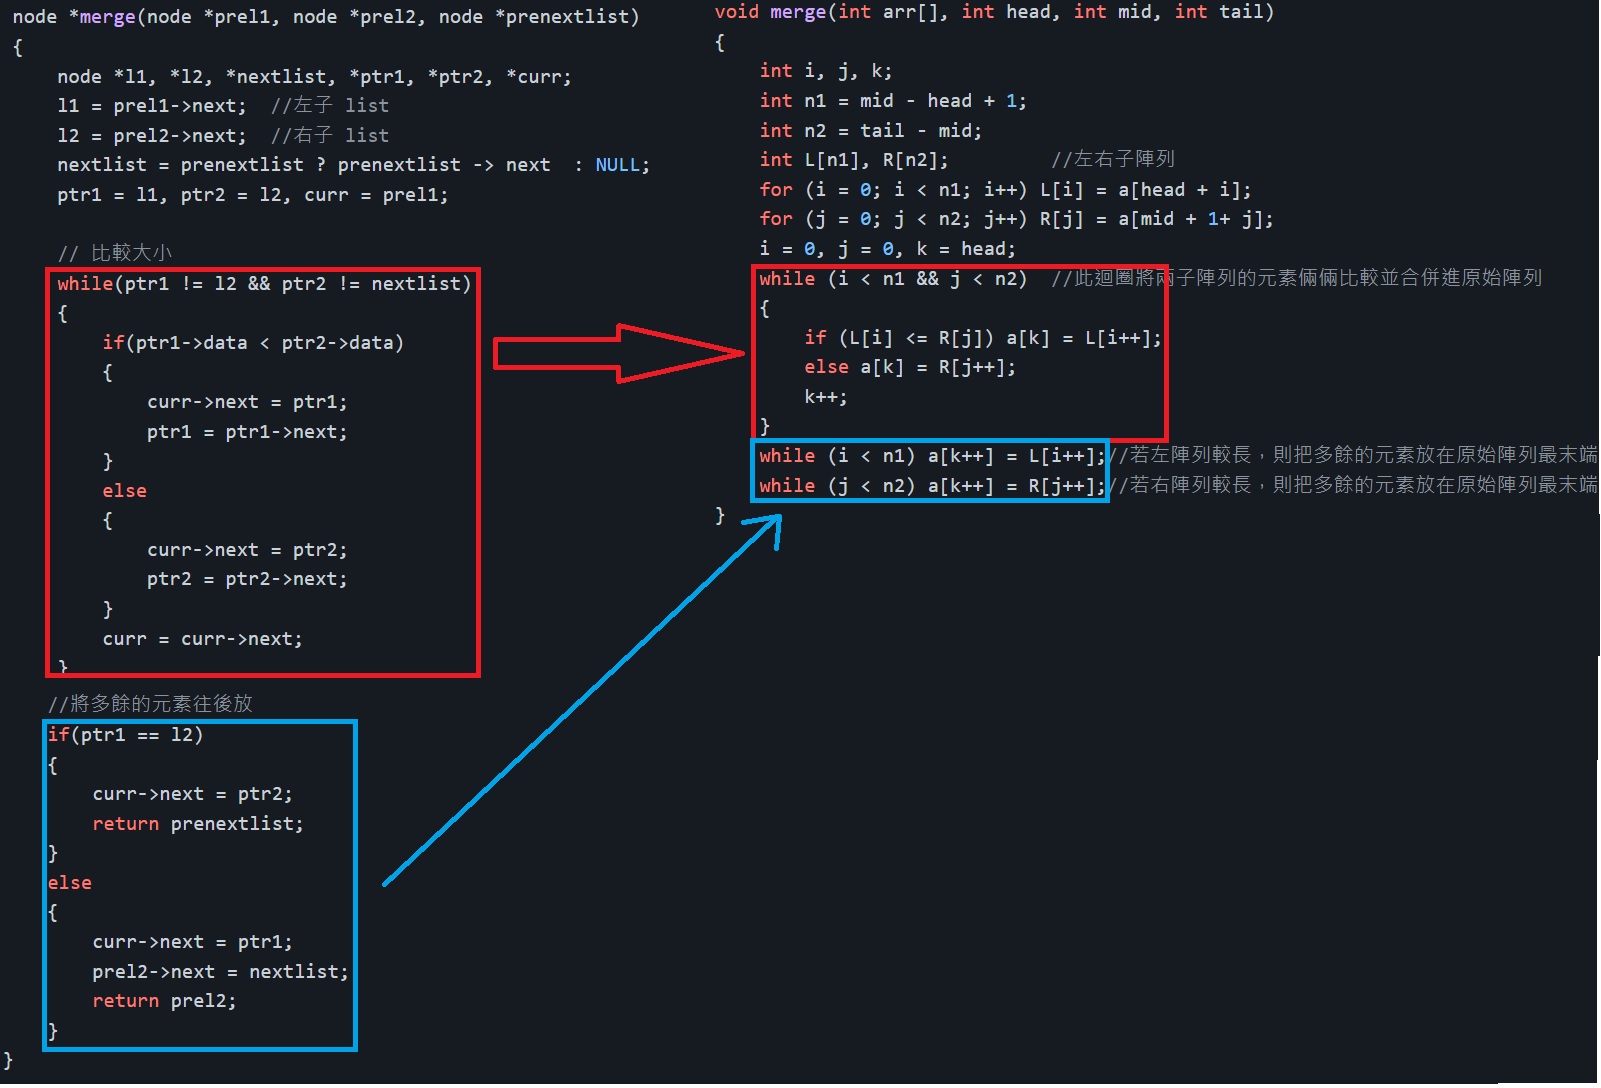 node *merge(node *prel1, node *prel2, node *prenextlist)
{
    node *l1, *l2, *nextlist, *ptr1, *ptr2, *curr;
    l1 = prel1->next;  //左子 list
    l2 = prel2->next;  //右子 list
    nextlist = prenextlist ? prenextlist -> next  : NULL;
    ptr1 = l1, ptr2 = l2, curr = prel1;
    // 比較大小
    while(ptr1 != l2 && ptr2 != nextlist)
    {
        if(ptr1->data < ptr2->data)
        {
            curr->next = ptr1;
            ptr1 = ptr1->next;
        }
        else
        {
            curr->next = ptr2;
            ptr2 = ptr2->next;
        }
        curr = curr->next;
    }
    //將多餘的元素往後放
    if(ptr1 == l2)
    {
        curr->next = ptr2;
        return prenextlist;
    }
    else
    {
        curr->next = ptr1;
        prel2->next = nextlist;
        return prel2;
    }
}
void merge(int arr[], int head, int mid, int tail)
{
    int i, j, k;
    int n1 = mid - head + 1;
    int n2 = tail - mid;
    int L[n1], R[n2];         //左右子陣列
    for (i = 0; i < n1; i++) L[i] = a[head + i];
    for (j = 0; j < n2; j++) R[j] = a[mid + 1+ j];
    i = 0, j = 0, k = head;
    while (i < n1 && j < n2)  //此迴圈將兩子陣列的元素倆倆比較並合併進原始陣列
    {
        if (L[i] <= R[j]) a[k] = L[i++];
        else a[k] = R[j++];
        k++;
    }
    while (i < n1) a[k++] = L[i++];//若左陣列較長，則把多餘的元素放在原始陣列最末端
    while (j < n2) a[k++] = R[j++];//若右陣列較長，則把多餘的元素放在原始陣列最末端
}